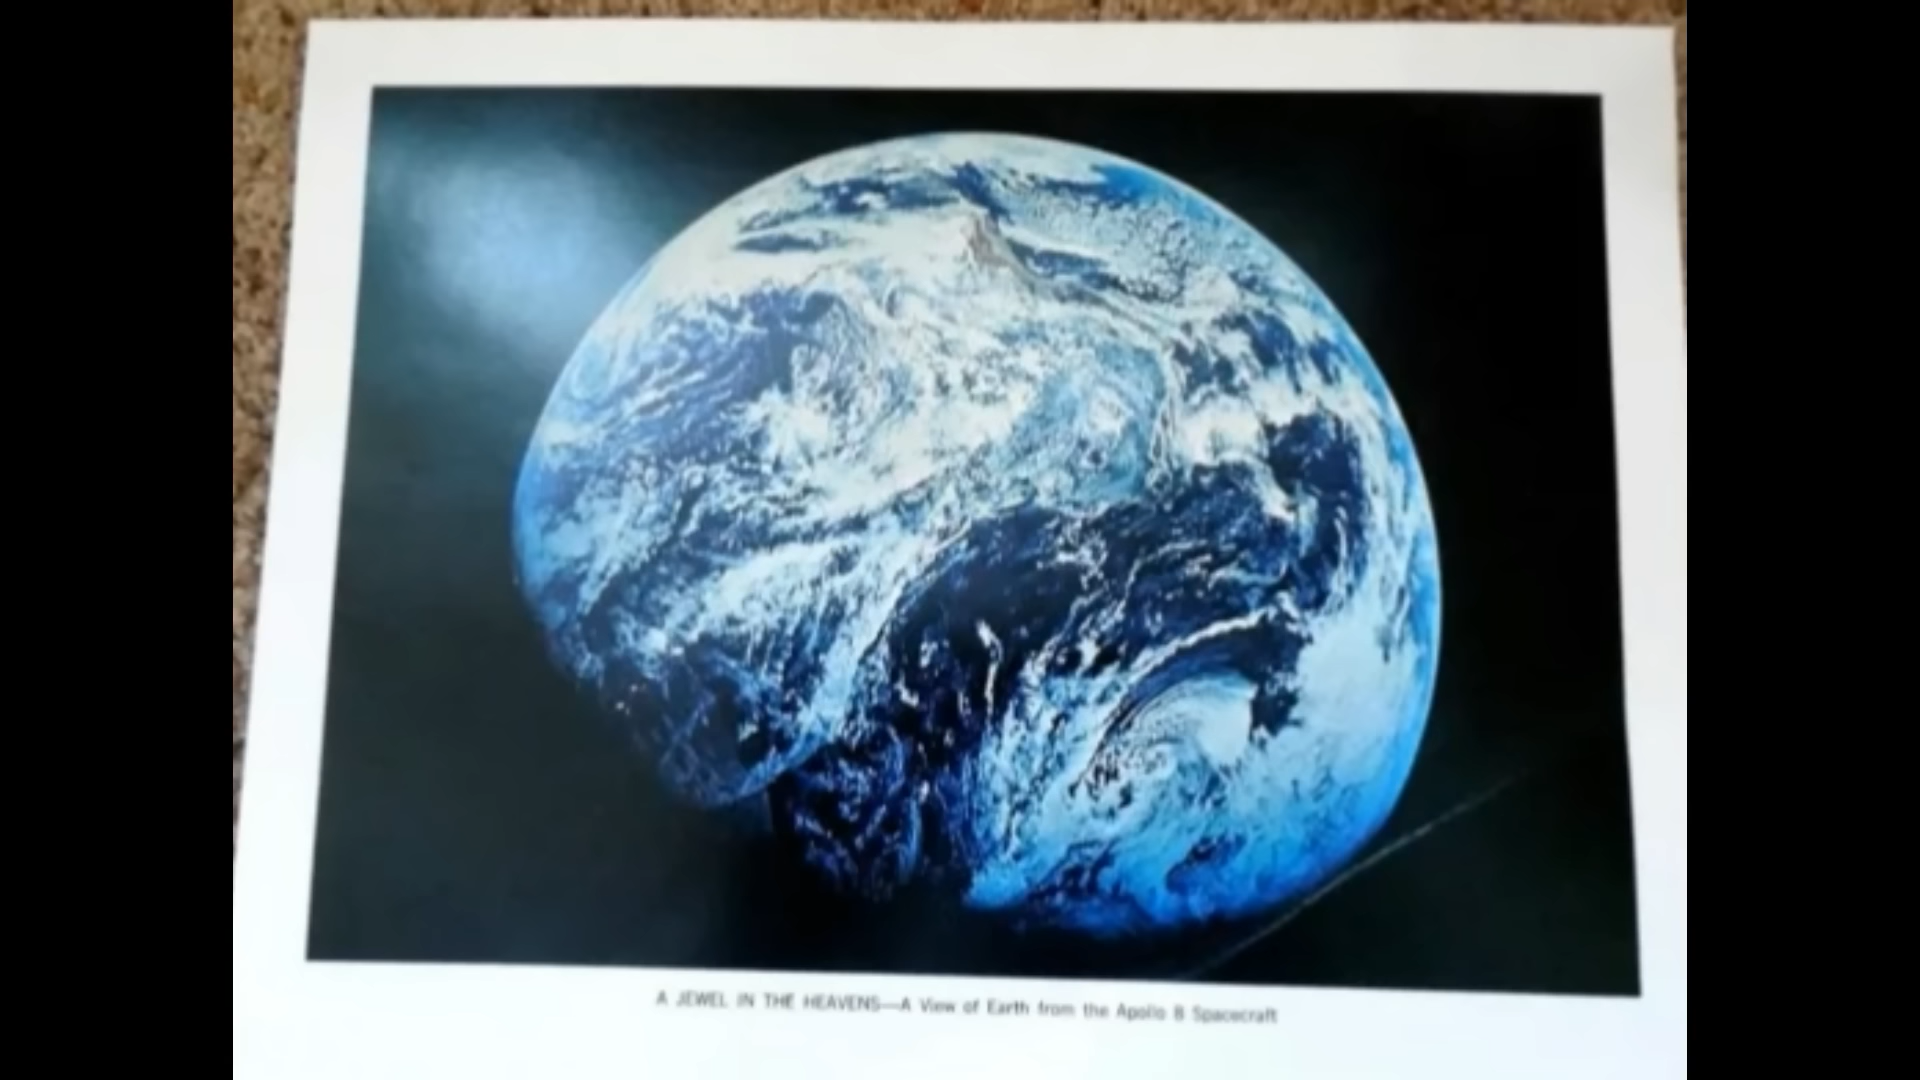 A JEWEL IN THE HEAVENS—A View of Earth from the Apollo 8 Spacecraft